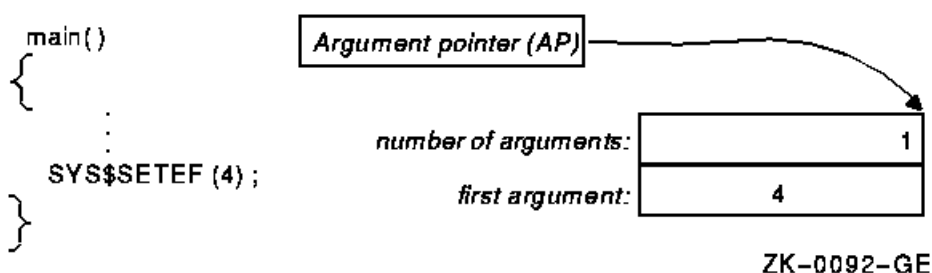 main()
{
.
.
.
SYS$SETEF (4) ;
}
Argument pointer (AP)
number of arguments: 1
first argument: 4
ZK-0092-GE